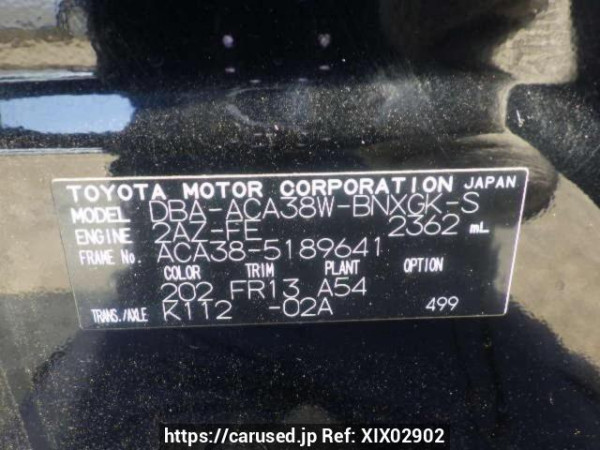 TOYOTA MOTOR CORPORATION JAPAN
MODEL DBA-ACA38W-BNXGK-S
ENGINE 2AZ-FE 2362 mL
FRAME No. ACA38-5189641
COLOR TRIM PLANT OPTION
202 FR13 A54
TRANS./AXLE K112 -02A 499
https://carused.jp Ref: XIX02902